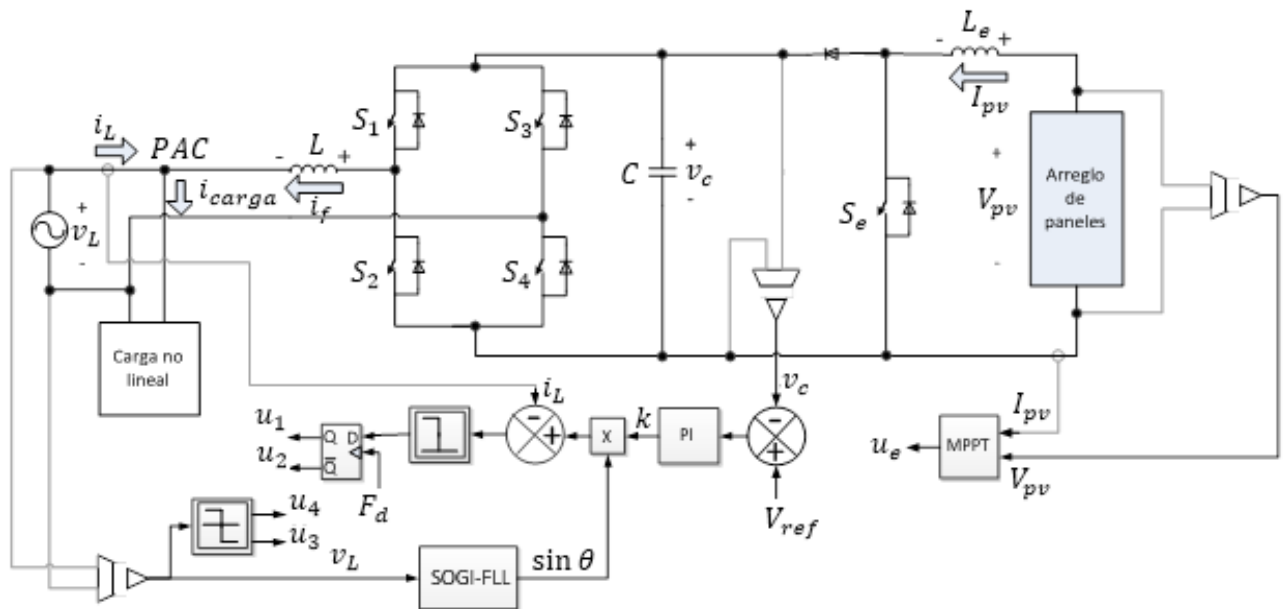 L_e
- +
I_pv
S_1
S_3
i_L
PAC
- L +
i_carga
i_f
C
+
v_c
-
S_e
+
V_pv
-
Arreglo
de
paneles
+
v_L
-
S_2
S_4
Carga no
lineal
v_c
i_L
I_pv
u_1
u_2
Q D
Q̅
F_d
-
+
X
k
PI
-
+
V_ref
u_e
MPPT
V_pv
u_4
u_3
v_L
SOGI-FLL
sin θ